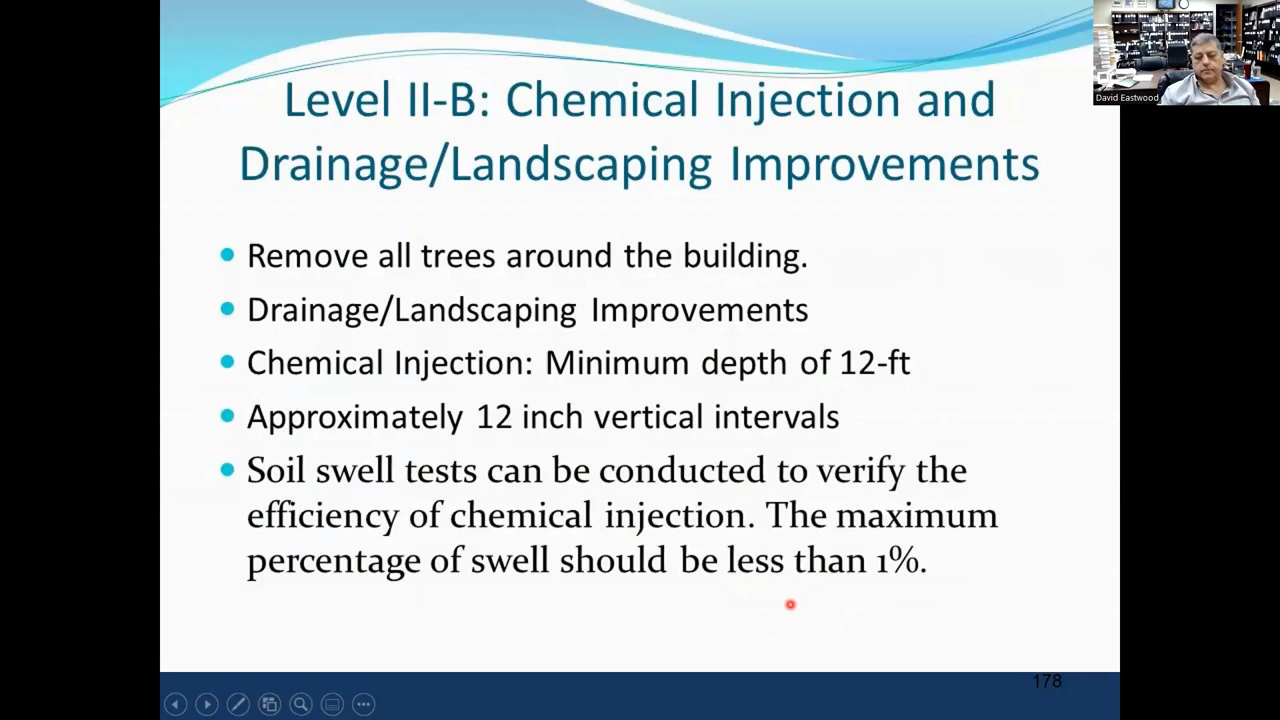 Level II-B: Chemical Injection and
Drainage/Landscaping Improvements
Remove all trees around the building.
Drainage/Landscaping Improvements
Chemical Injection: Minimum depth of 12-ft
Approximately 12 inch vertical intervals
Soil swell tests can be conducted to verify the
efficiency of chemical injection. The maximum
percentage of swell should be less than 1%.
178
David Eastwood